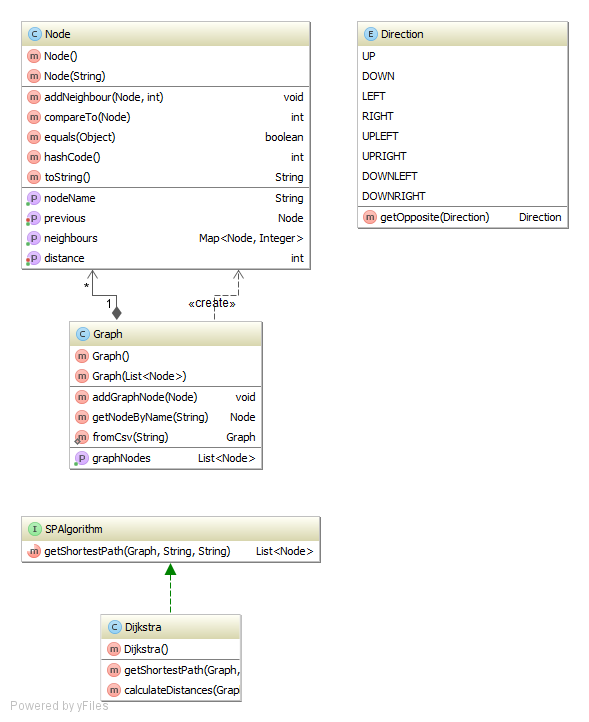 C Node
m Node()
m Node(String)
m addNeighbour(Node, int) void
m compareTo(Node) int
m equals(Object) boolean
m hashCode() int
m toString() String
p nodeName String
p previous Node
p neighbours Map<Node, Integer>
p distance int
E Direction
UP
DOWN
LEFT
RIGHT
UPLEFT
UPRIGHT
DOWNLEFT
DOWNRIGHT
m getOpposite(Direction) Direction
*
«create»
1
C Graph
m Graph()
m Graph(List<Node>)
m addGraphNode(Node) void
m getNodeByName(String) Node
m fromCsv(String) Graph
p graphNodes List<Node>
I SPAlgorithm
m getShortestPath(Graph, String, String) List<Node>
C Dijkstra
m Dijkstra()
m getShortestPath(Graph,
m calculateDistances(Grap
Powered by yFiles